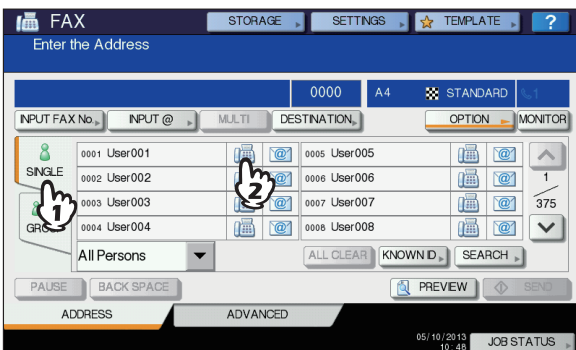 FAX STORAGE SETTINGS TEMPLATE ?
Enter the Address
0000 A4 STANDARD 1
INPUT FAX No. INPUT @ MULTI DESTINATION OPTION MONITOR
SINGLE
0001 User001 0005 User005
0002 User002 0006 User006
1
2
1
0003 User003 0007 User007
375
GRO
0004 User004 0008 User008
All Persons ALL CLEAR KNOWN ID SEARCH
PAUSE BACK SPACE PREVIEW SEND
ADDRESS ADVANCED
05/10/2013
10:48 JOB STATUS